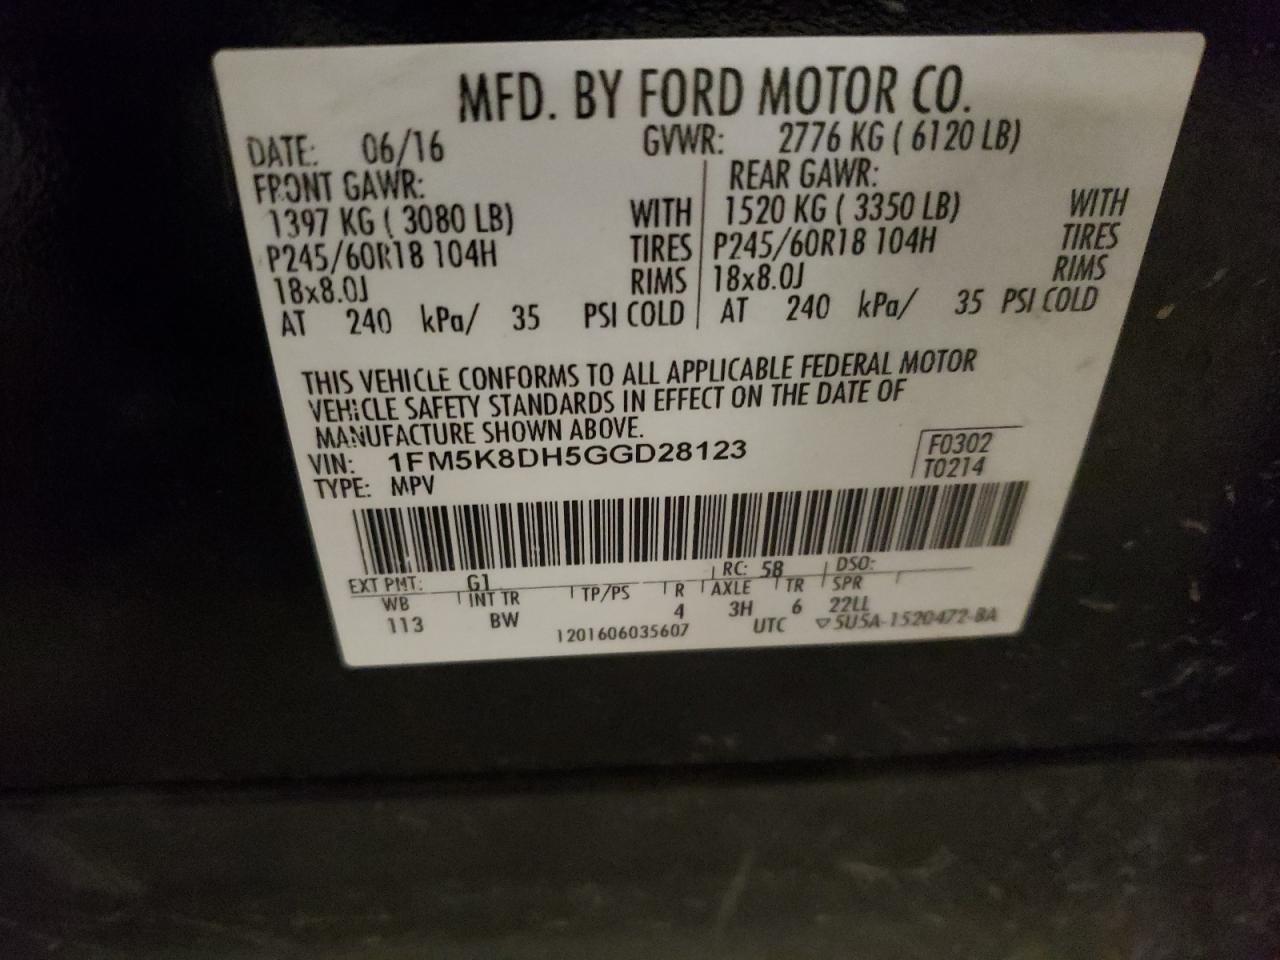 MFD. BY FORD MOTOR CO.
DATE: 06/16 GVWR: 2776 KG ( 6120 LB)
FRONT GAWR: REAR GAWR:
1397 KG ( 3080 LB) WITH 1520 KG ( 3350 LB) WITH
P245/60R18 104H TIRES P245/60R18 104H TIRES
18x8.0J RIMS 18x8.0J RIMS
AT 240 kPa/ 35 PSI COLD AT 240 kPa/ 35 PSI COLD
THIS VEHICLE CONFORMS TO ALL APPLICABLE FEDERAL MOTOR
VEHICLE SAFETY STANDARDS IN EFFECT ON THE DATE OF
MANUFACTURE SHOWN ABOVE.
VIN: 1FM5K8DH5GGD28123 F0302
TYPE: MPV T0214
EXT PMT: G1 RC: 58 DSO:
WB INT TR TP/PS R AXLE TR SPR
113 BW 4 3H 6 22LL
1201606035607 UTC ▽5U5A-1520472-BA